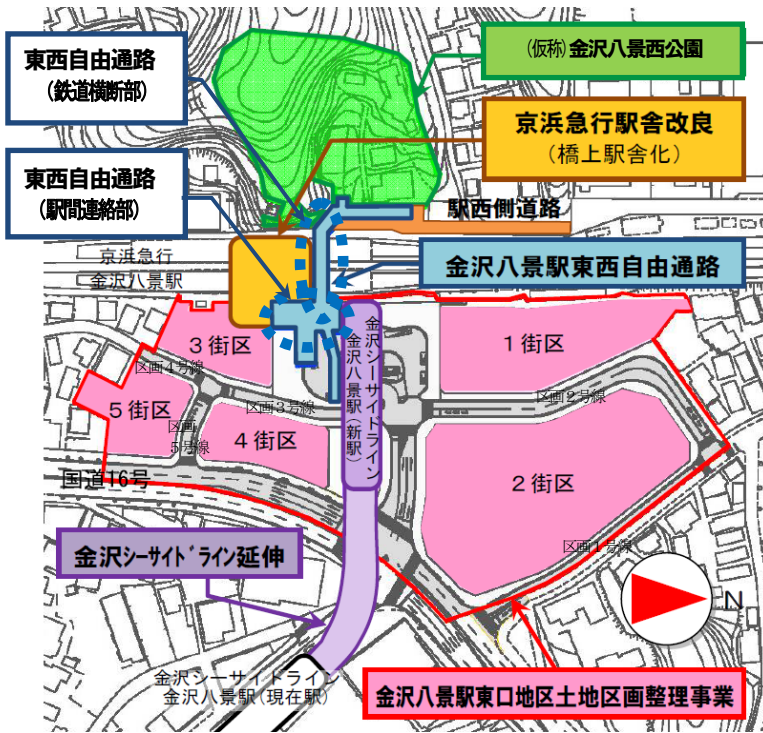 東西自由通路
（鉄道横断部）
(仮称)金沢八景西公園
京浜急行駅舎改良
（橋上駅舎化）
東西自由通路
（駅間連絡部）
駅西側道路
京浜急行
金沢八景駅
金沢八景駅東西自由通路
金沢シーサイドライン
金沢八景駅（新駅）
3街区
1街区
区画4号線
区画3号線
区画2号線
5街区
区画
5号線
4街区
国道16号
2街区
区画1号線
金沢ｼｰｻｲﾄﾞﾗｲﾝ延伸
N
金沢シーサイドライン
金沢八景駅（現在駅）
金沢八景駅東口地区土地区画整理事業